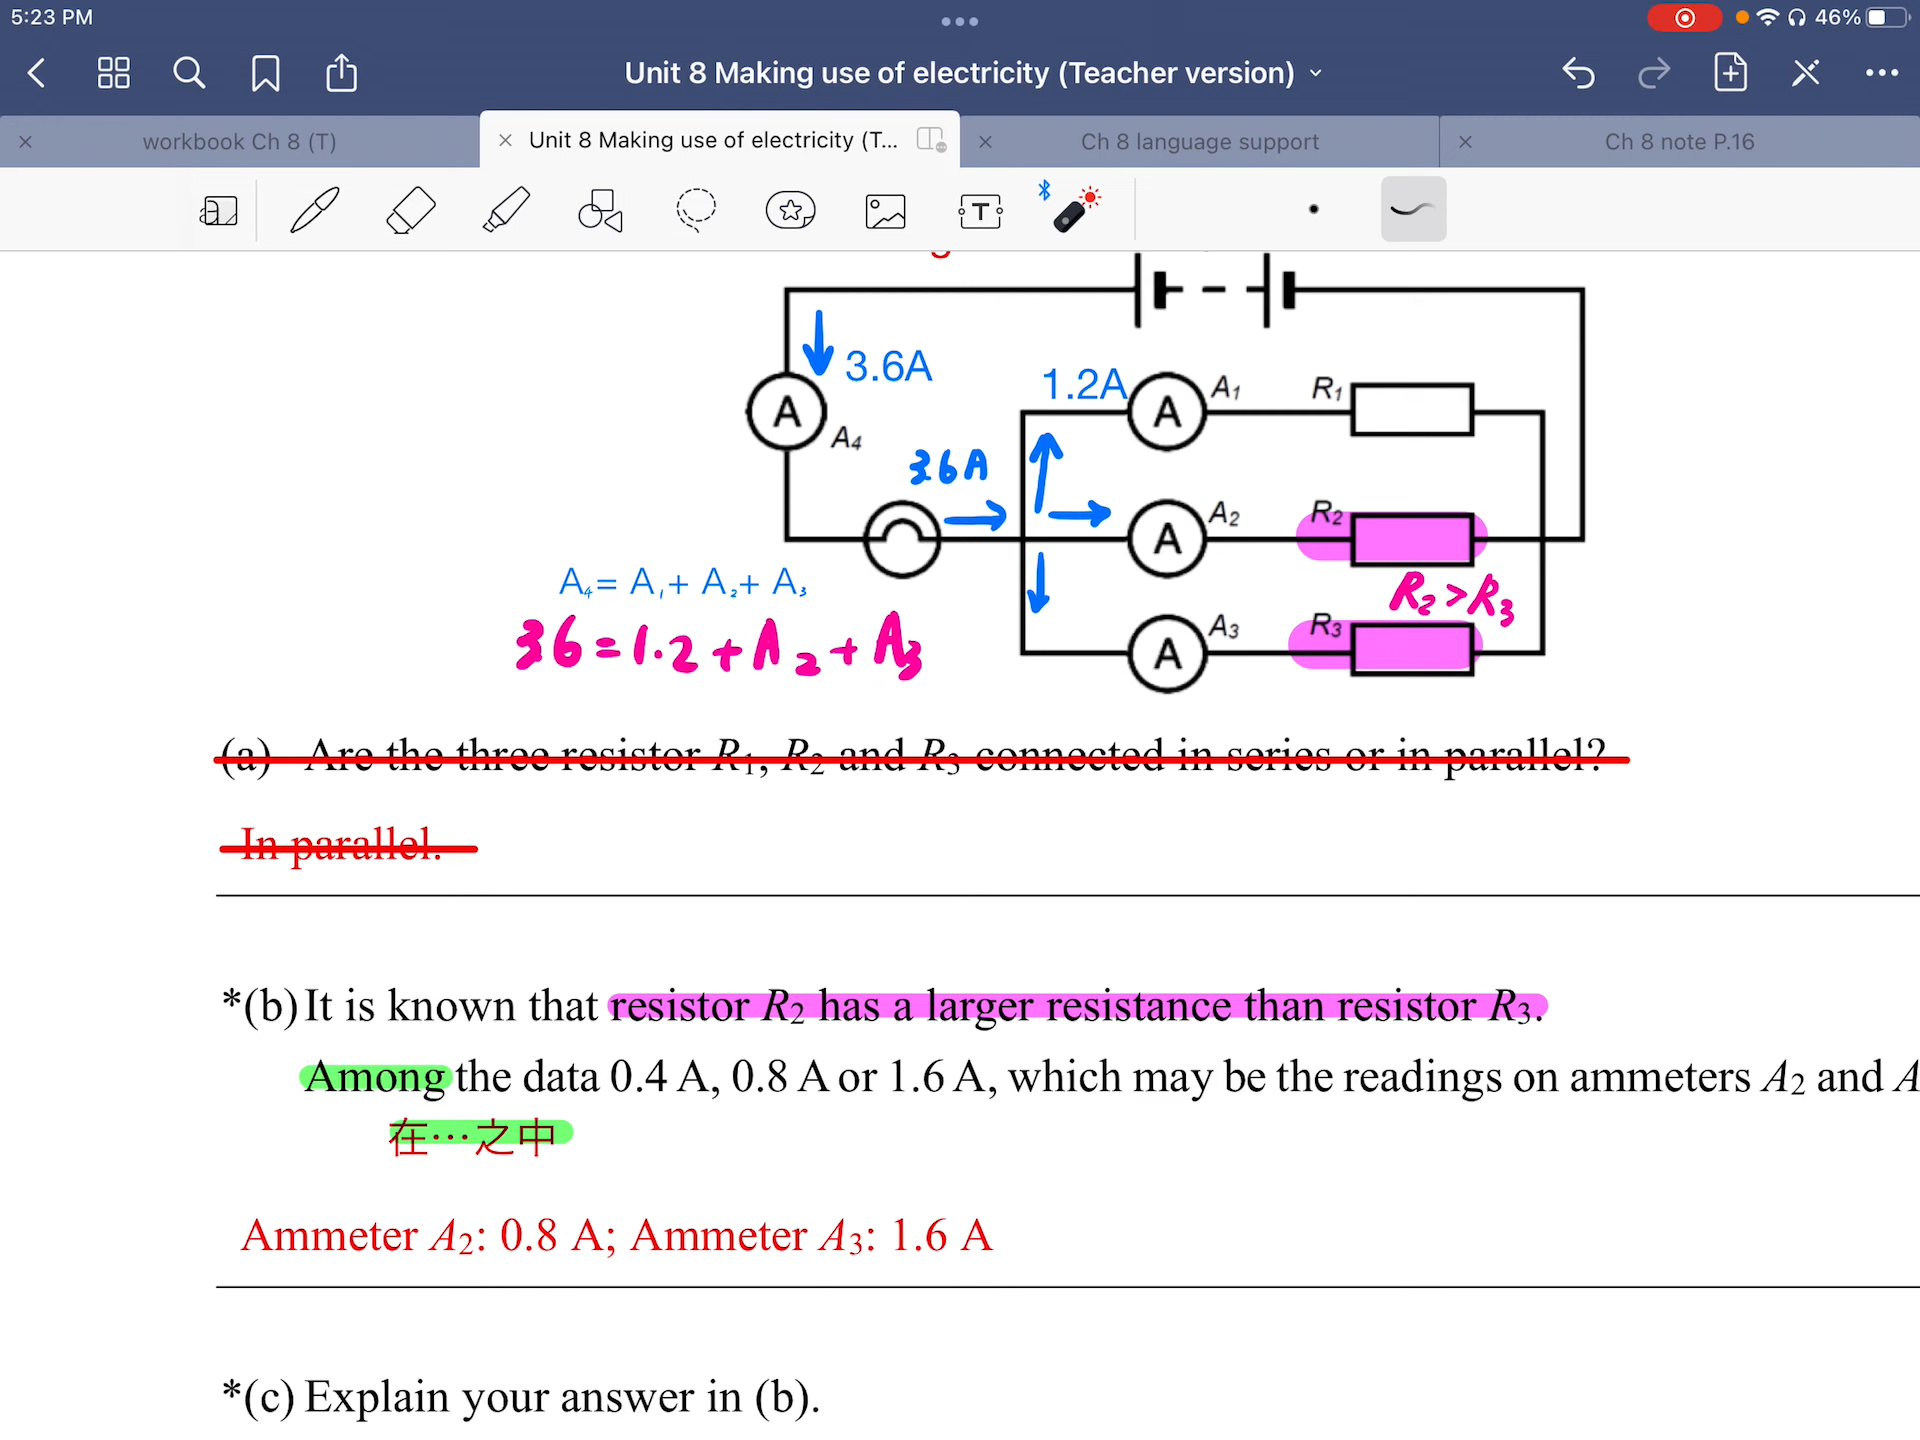 5:23 PM
46%
Unit 8 Making use of electricity (Teacher version)
workbook Ch 8 (T)
Unit 8 Making use of electricity (T...
Ch 8 language support
Ch 8 note P.16
3.6A
1.2A
A
A1
R1
A
A4
3.6A
A
A2
R2
A4= A1+ A2+ A3
R2>R3
3.6=1.2+A2+A3
A
A3
R3
(a) Are the three resistor R1, R2 and R3 connected in series or in parallel?
In parallel.
*(b) It is known that resistor R2 has a larger resistance than resistor R3.
Among the data 0.4 A, 0.8 A or 1.6 A, which may be the readings on ammeters A2 and A
在…之中
Ammeter A2: 0.8 A; Ammeter A3: 1.6 A
*(c) Explain your answer in (b).